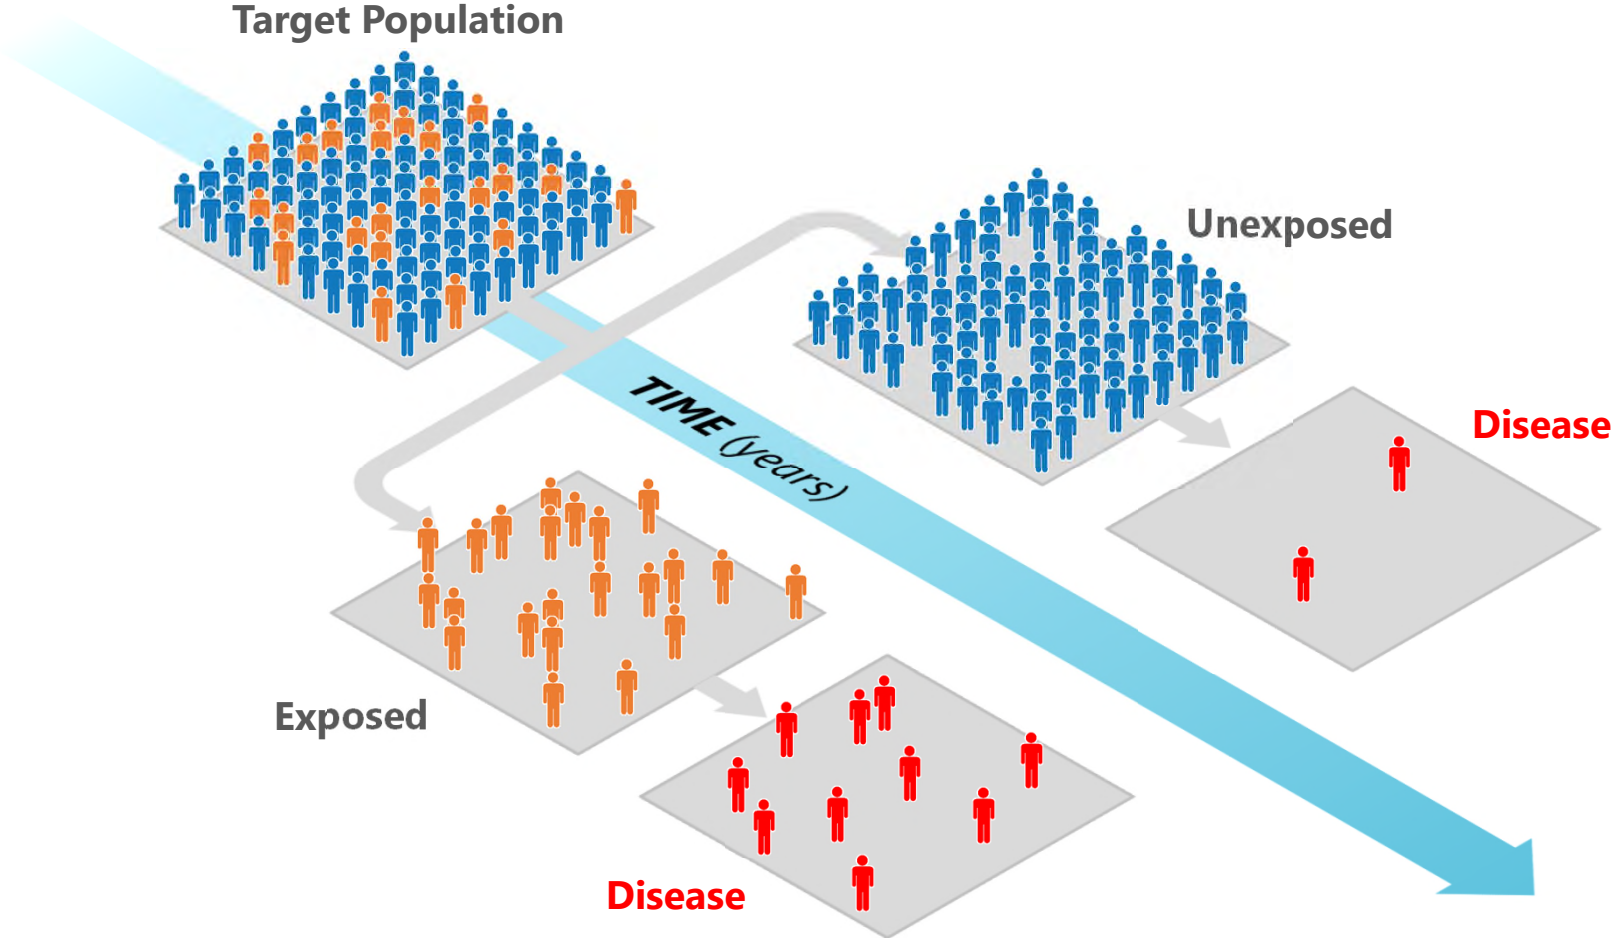 Target Population
Unexposed
TIME (years)
Disease
Exposed
Disease